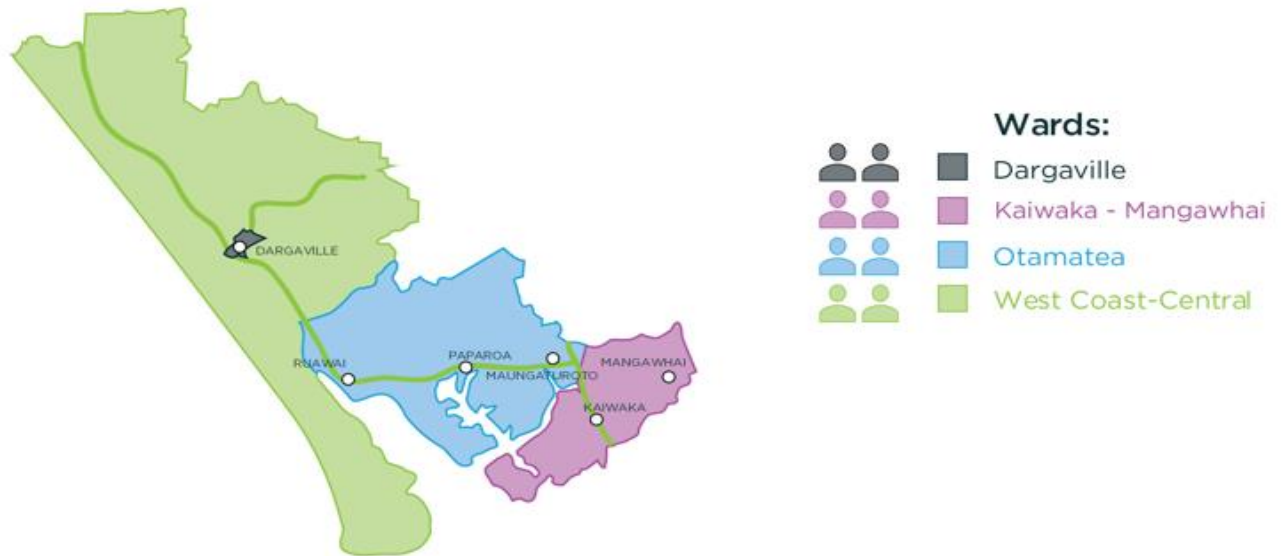 Wards:
Dargaville
Kaiwaka - Mangawhai
Otamatea
West Coast-Central
DARGAVILLE
RUAWAI
PAPAROA
MAUNGATUROTO
MANGAWHAI
KAIWAKA